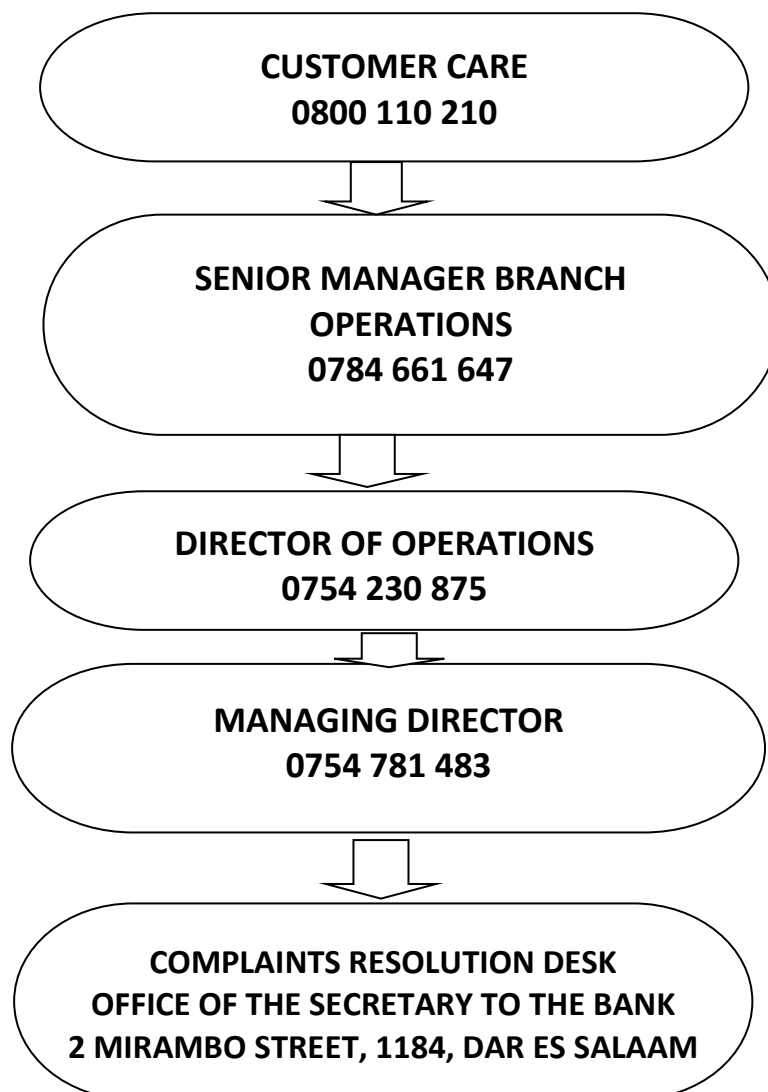 CUSTOMER CARE
0800 110 210
SENIOR MANAGER BRANCH
OPERATIONS
0784 661 647
DIRECTOR OF OPERATIONS
0754 230 875
MANAGING DIRECTOR
0754 781 483
COMPLAINTS RESOLUTION DESK
OFFICE OF THE SECRETARY TO THE BANK
2 MIRAMBO STREET, 1184, DAR ES SALAAM